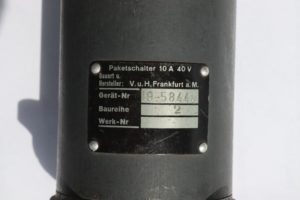 Paketschalter 10 A 40 V
Bauart u.
Hersteller: V. u. H. Frankfurt a. M.
Gerät-Nr
Baureihe 2
Werk-Nr